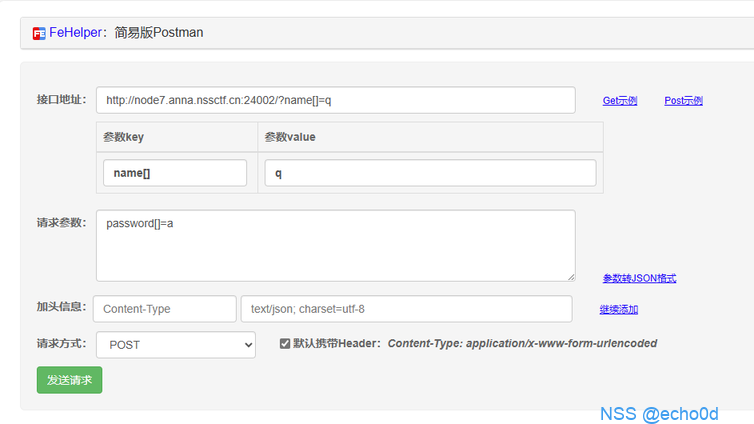 FeHelper：简易版Postman
接口地址： http://node7.anna.nssctf.cn:24002/?name[]=q Get示例 Post示例
参数key 参数value
name[] q
请求参数： password[]=a
参数转JSON格式
加头信息： Content-Type text/json; charset=utf-8 继续添加
请求方式： POST 默认携带Header：Content-Type: application/x-www-form-urlencoded
发送请求
NSS @echo0d